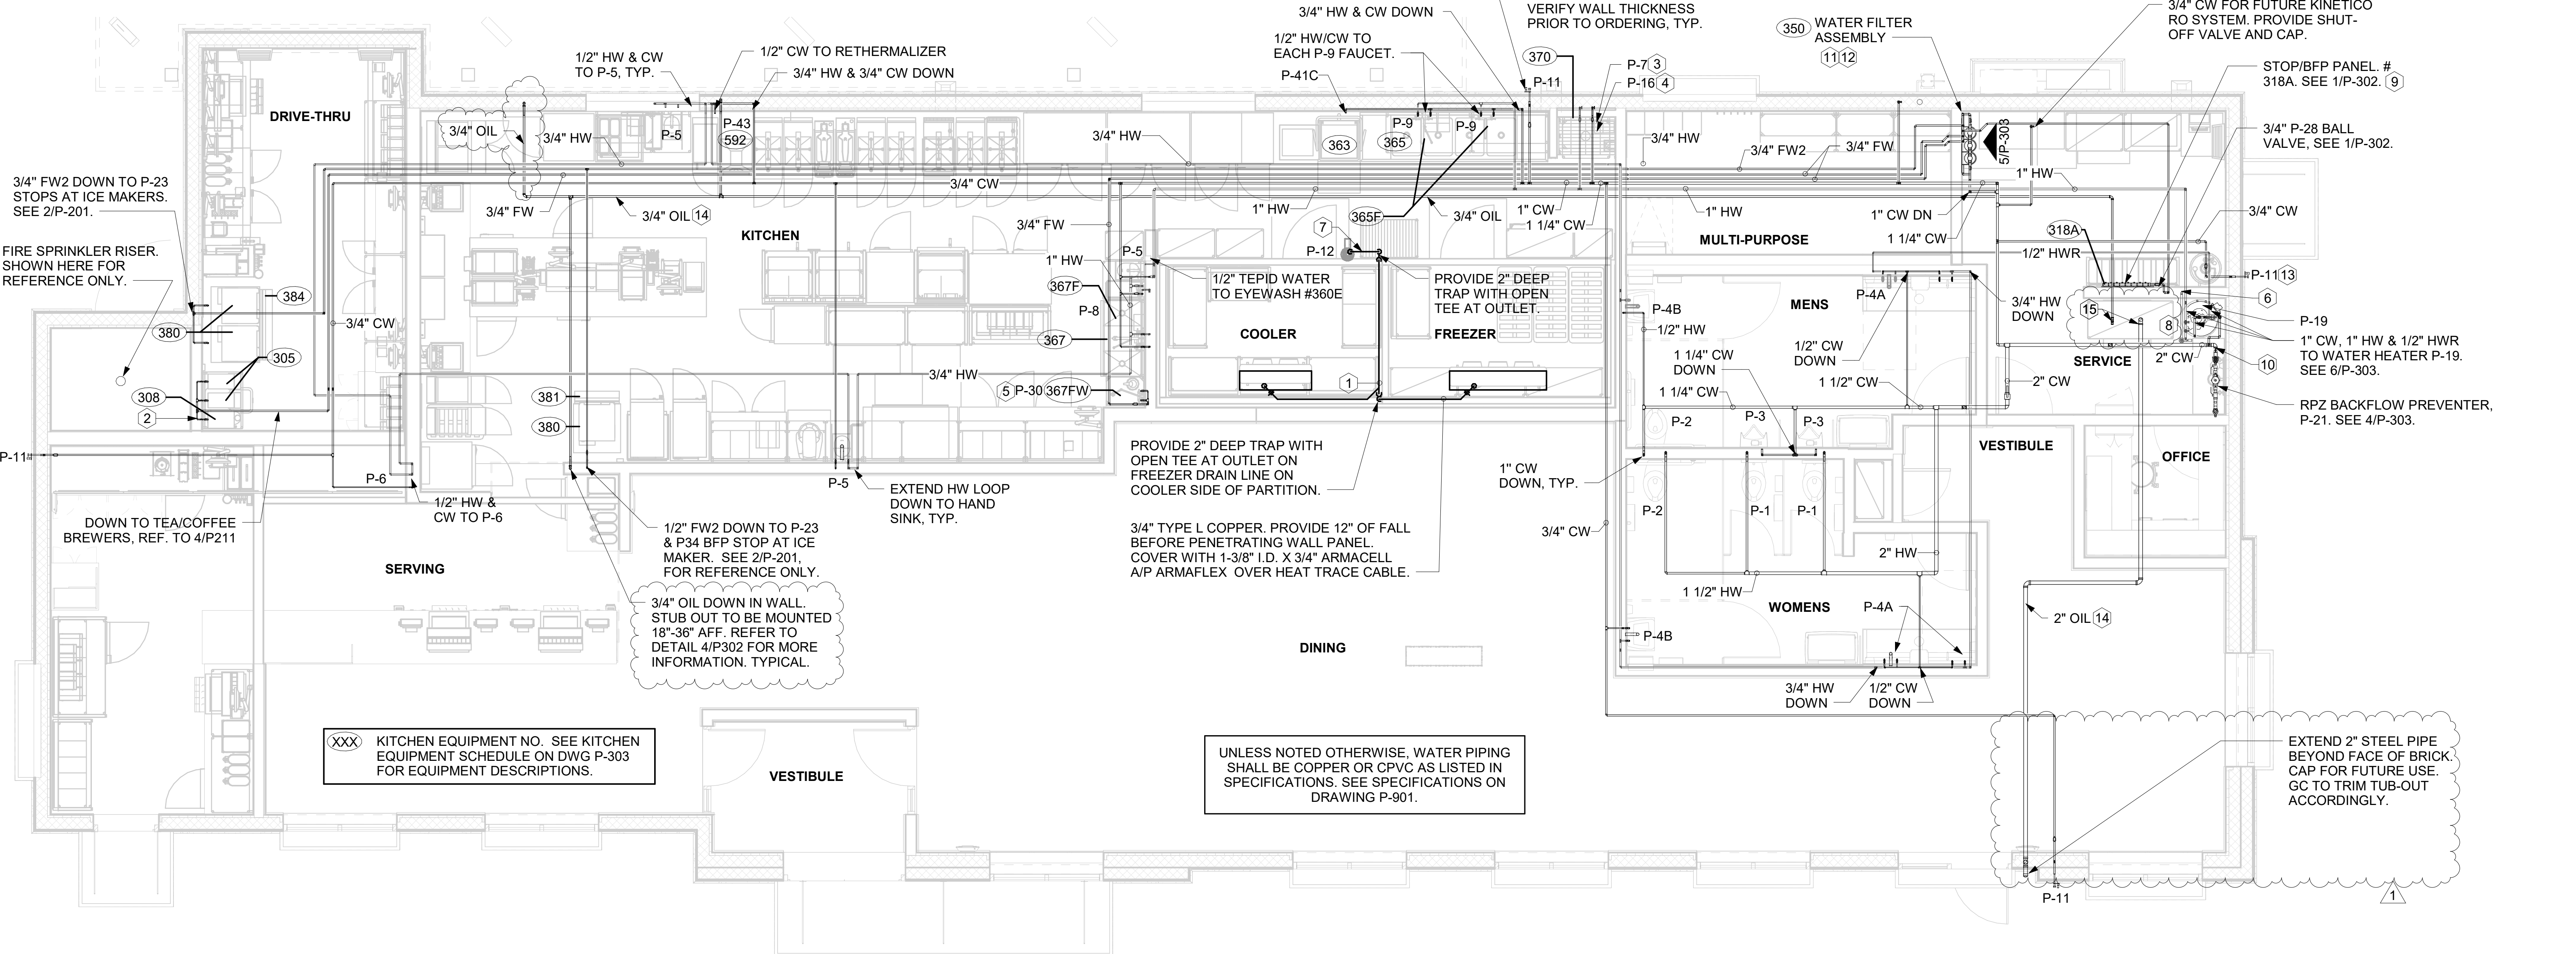 3/4" HW & CW DOWN
VERIFY WALL THICKNESS
PRIOR TO ORDERING, TYP.
350
WATER FILTER
ASSEMBLY
11
12
3/4" CW FOR FUTURE KINETICO
RO SYSTEM. PROVIDE SHUT-
OFF VALVE AND CAP.
1/2" HW & CW
TO P-5, TYP.
1/2" CW TO RETHERMALIZER
3/4" HW & 3/4" CW DOWN
1/2" HW/CW TO
EACH P-9 FAUCET.
P-41C
370
P-11
P-7
3
P-16
4
STOP/BFP PANEL. #
318A. SEE 1/P-302.
9
DRIVE-THRU
3/4" OIL
3/4" HW
P-5
P-43
592
3/4" HW
363
P-9
365
P-9
3/4" HW
3/4" FW2
3/4" FW
5/P-303
3/4" P-28 BALL
VALVE, SEE 1/P-302.
3/4" FW2 DOWN TO P-23
STOPS AT ICE MAKERS.
SEE 2/P-201.
3/4" FW
3/4" OIL
14
3/4" CW
3/4" FW
1" HW
365F
3/4" OIL
1" CW
1 1/4" CW
1" HW
1" CW DN
1 1/4" CW
1" HW
3/4" CW
318A
1/2" HWR
FIRE SPRINKLER RISER.
SHOWN HERE FOR
REFERENCE ONLY.
KITCHEN
P-5
1" HW
7
P-12
MULTI-PURPOSE
P-11
13
384
380
3/4" CW
367F
P-8
367
1/2" TEPID WATER
TO EYEWASH #360E
PROVIDE 2" DEEP
TRAP WITH OPEN
TEE AT OUTLET.
COOLER
FREEZER
P-4B
1/2" HW
MENS
P-4A
3/4" HW
DOWN
15
8
6
P-19
1" CW, 1" HW & 1/2" HWR
TO WATER HEATER P-19.
SEE 6/P-303.
SERVICE
2" CW
10
305
308
2
3/4" HW
381
380
5
P-30
367FW
1
1 1/4" CW
DOWN
1 1/4" CW
1/2" CW
DOWN
1 1/2" CW
2" CW
RPZ BACKFLOW PREVENTER,
P-21. SEE 4/P-303.
P-2
P-3
P-3
P-11
P-6
1/2" HW &
CW TO P-6
DOWN TO TEA/COFFEE
BREWERS, REF. TO 4/P211
P-5
EXTEND HW LOOP
DOWN TO HAND
SINK, TYP.
PROVIDE 2" DEEP TRAP WITH
OPEN TEE AT OUTLET ON
FREEZER DRAIN LINE ON
COOLER SIDE OF PARTITION.
1" CW
DOWN, TYP.
VESTIBULE
OFFICE
1/2" FW2 DOWN TO P-23
& P34 BFP STOP AT ICE
MAKER.  SEE 2/P-201,
FOR REFERENCE ONLY.
3/4" TYPE L COPPER. PROVIDE 12" OF FALL
BEFORE PENETRATING WALL PANEL.
COVER WITH 1-3/8" I.D. X 3/4" ARMACELL
A/P ARMAFLEX  OVER HEAT TRACE CABLE.
3/4" CW
P-2
P-1
P-1
2" HW
1 1/2" HW
SERVING
3/4" OIL DOWN IN WALL.
STUB OUT TO BE MOUNTED
18"-36" AFF. REFER TO
DETAIL 4/P302 FOR MORE
INFORMATION. TYPICAL.
WOMENS
P-4A
P-4B
2" OIL
14
DINING
3/4" HW
DOWN
1/2" CW
DOWN
XXX
KITCHEN EQUIPMENT NO.  SEE KITCHEN
EQUIPMENT SCHEDULE ON DWG P-303
FOR EQUIPMENT DESCRIPTIONS.
VESTIBULE
UNLESS NOTED OTHERWISE, WATER PIPING
SHALL BE COPPER OR CPVC AS LISTED IN
SPECIFICATIONS. SEE SPECIFICATIONS ON
DRAWING P-901.
EXTEND 2" STEEL PIPE
BEYOND FACE OF BRICK.
CAP FOR FUTURE USE.
GC TO TRIM TUB-OUT
ACCORDINGLY.
P-11
1